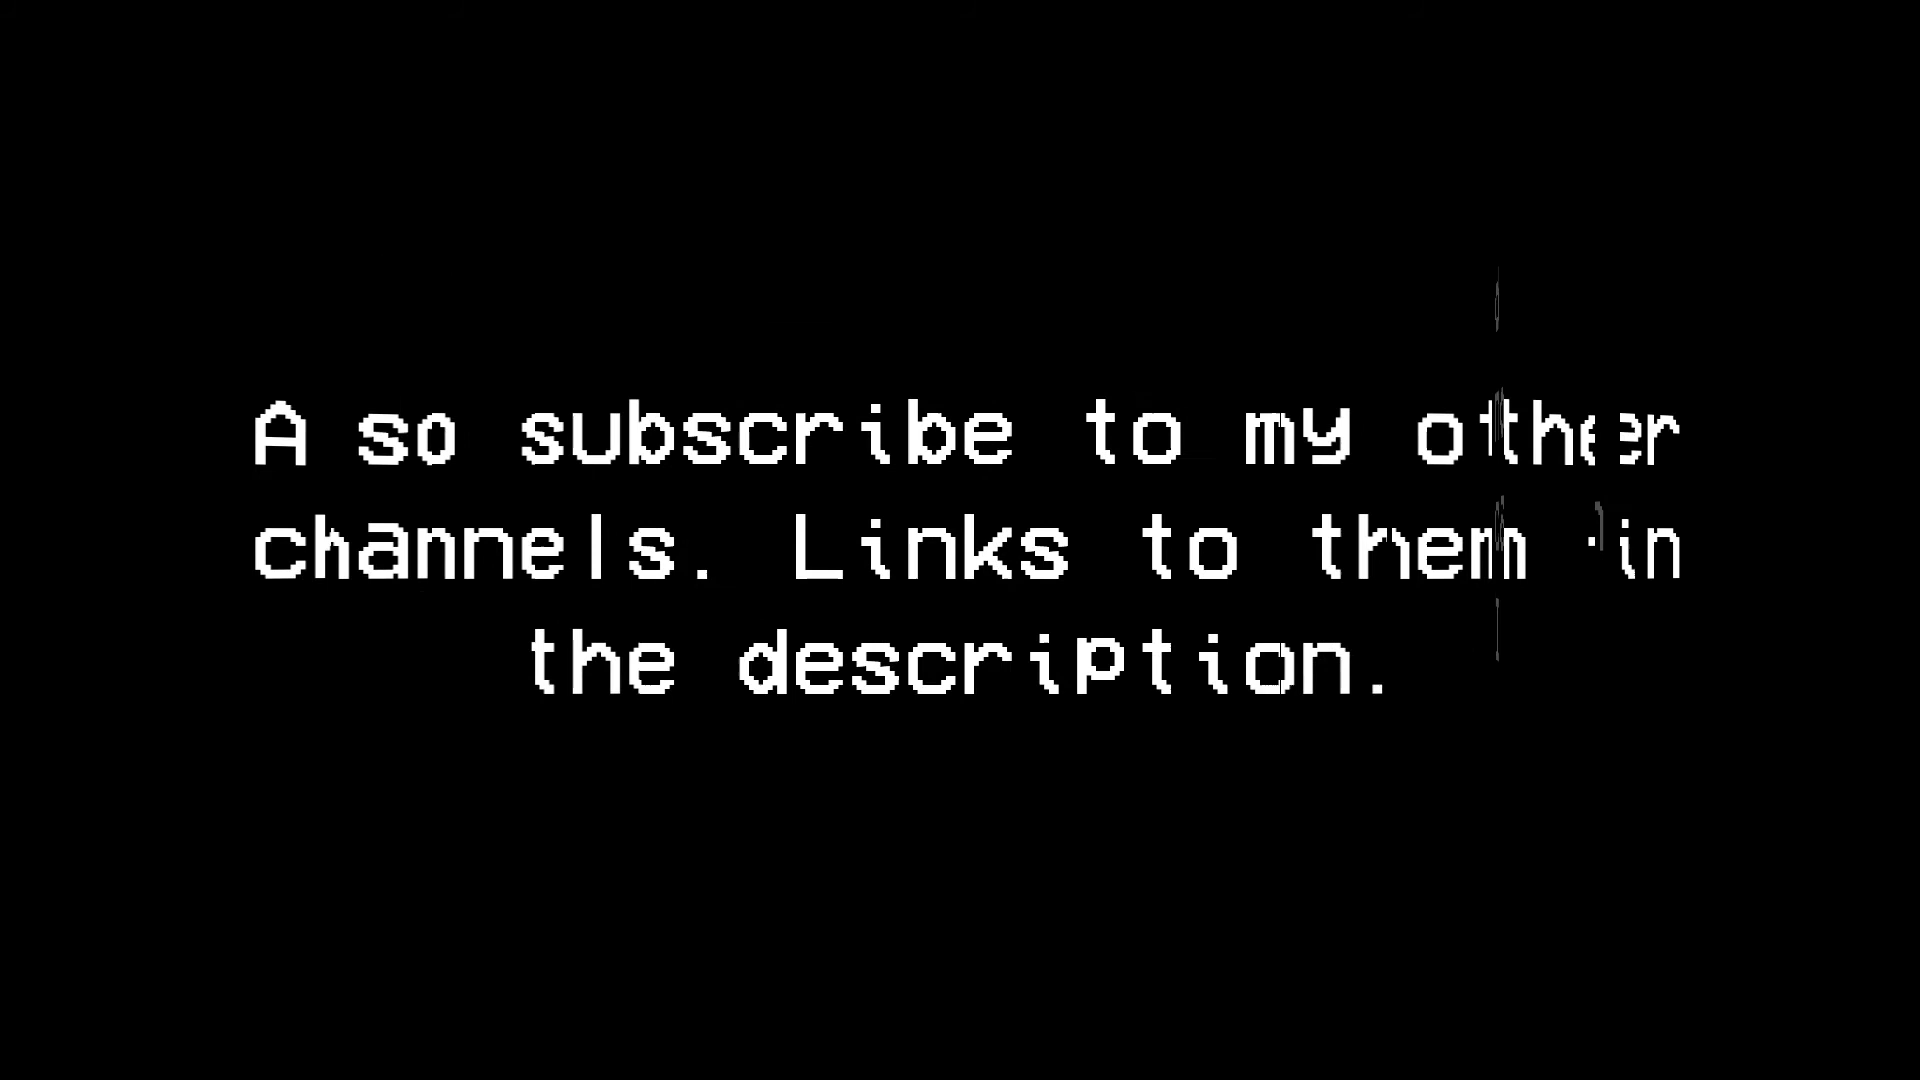 A so subscribe to my other
channels. Links to them in
the description.